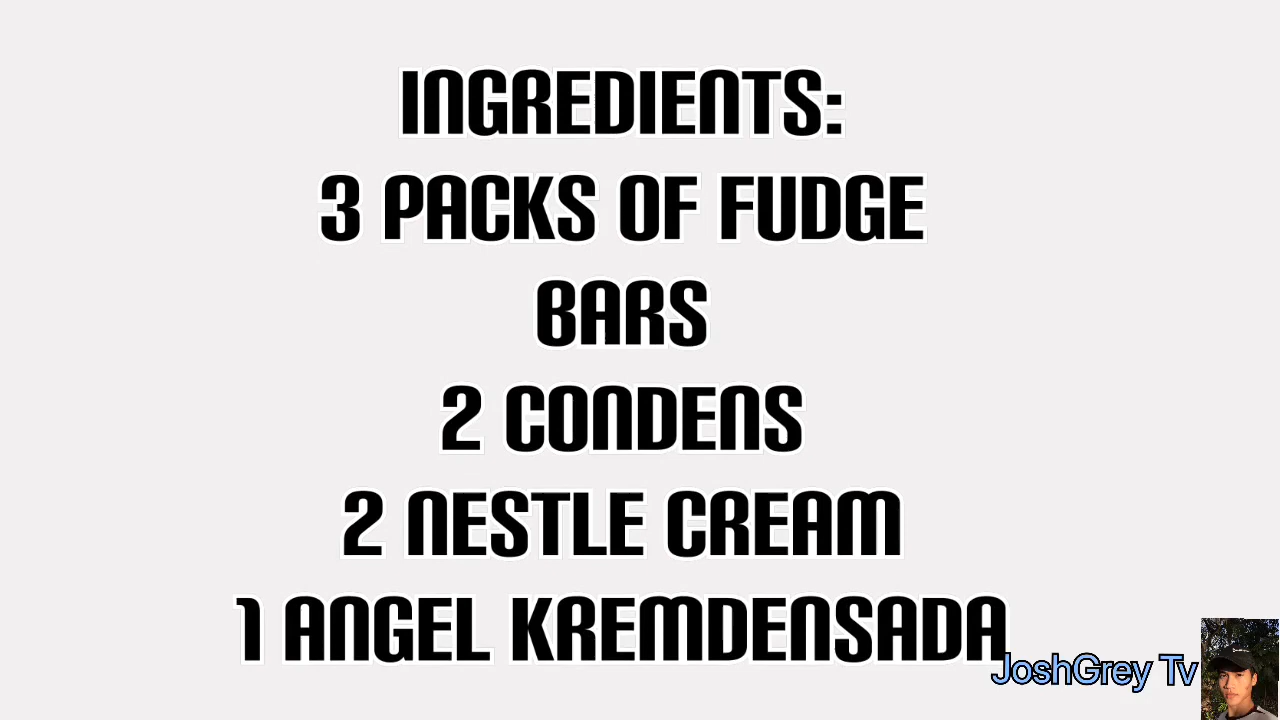 INGREDIENTS:
3 PACKS OF FUDGE
BARS
2 CONDENS
2 NESTLE CREAM
1 ANGEL KREMDENSADA
JoshGrey Tv